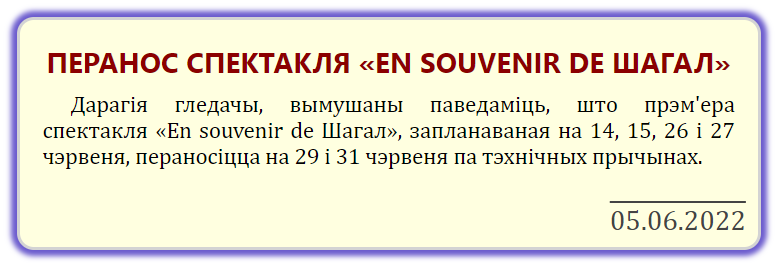 ПЕРАНОС СПЕКТАКЛЯ «EN SOUVENIR DE ШАГАЛ»
Дарагія гледачы, вымушаны паведаміць, што прэм'ера
спектакля «En souvenir de Шагал», запланаваная на 14, 15, 26 і 27
чэрвеня, пераносіцца на 29 і 31 чэрвеня па тэхнічных прычынах.
05.06.2022